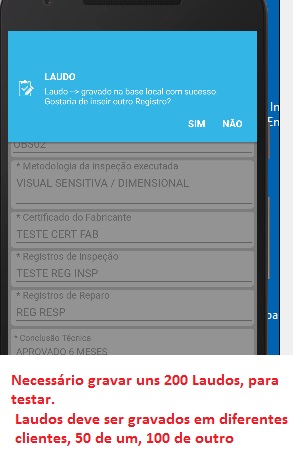 LAUDO
Laudo --> gravado na base local com sucesso
Gostaria de inseir outro Registro?
SIM NÃO
OBS02
* Metodologia da inspeção executada
VISUAL SENSITIVA / DIMENSIONAL
* Certificado do Fabricante
TESTE CERT FAB
* Registros de Inspeção
TESTE REG INSP
* Registros de Reparo
REG RESP
* Conclusão Técnica
APROVADO 6 MESES
In
En
pa
Necessário gravar uns 200 Laudos, para
testar.
Laudos deve ser gravados em diferentes
clientes, 50 de um, 100 de outro